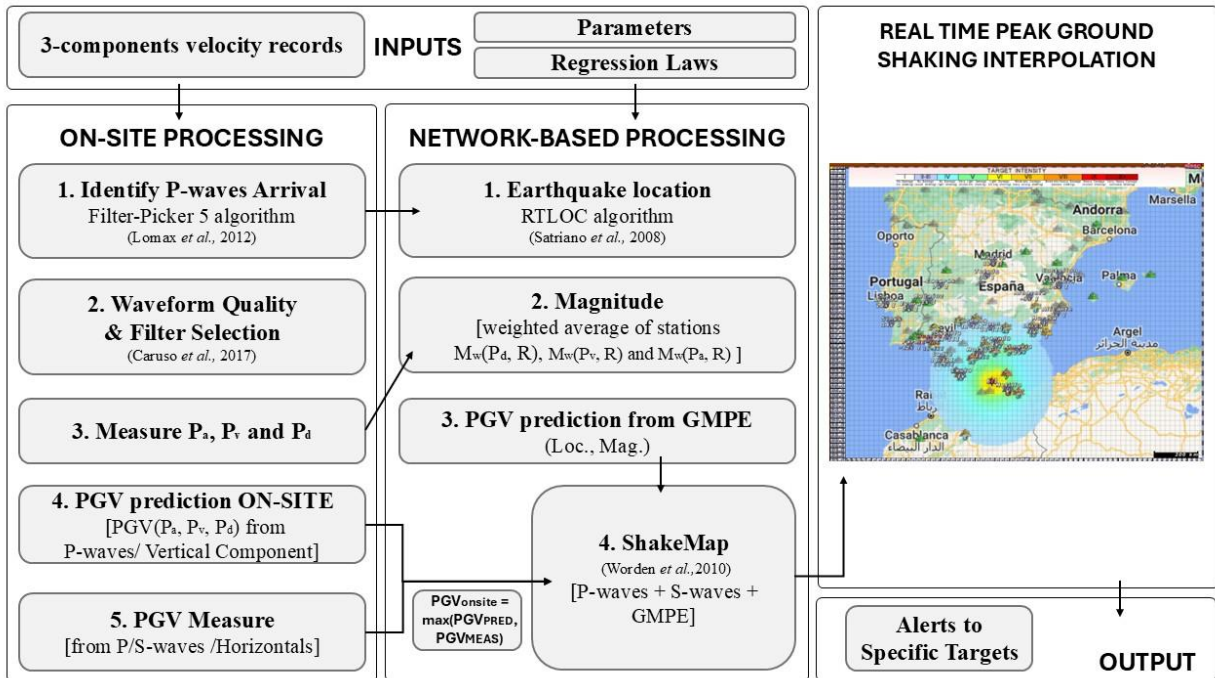 3-components velocity records
INPUTS
Parameters
Regression Laws
ON-SITE PROCESSING
1. Identify P-waves Arrival
Filter-Picker 5 algorithm
(Lomax et al., 2012)
2. Waveform Quality
& Filter Selection
(Caruso et al., 2017)
3. Measure Pa, Pv and Pd
4. PGV prediction ON-SITE
[PGV(Pa, Pv, Pd) from
P-waves/ Vertical Component]
5. PGV Measure
[from P/S-waves /Horizontals]
NETWORK-BASED PROCESSING
1. Earthquake location
RTLOC algorithm
(Satriano et al., 2008)
2. Magnitude
[weighted average of stations
Mw(Pd, R), Mw(Pv, R) and Mw(Pa, R) ]
3. PGV prediction from GMPE
(Loc., Mag.)
4. ShakeMap
(Worden et al.,2010)
[P-waves + S-waves +
GMPE]
PGVonsite =
max(PGVPRED,
PGVMEAS)
REAL TIME PEAK GROUND
SHAKING INTERPOLATION
TARGET INTENSITY
M
Marsella
Andorra
Barcelona
Oporto
Madrid
Palma
Portugal
España
Valencia
Lisboa
Argel
مدينة الجزائر
Casablanca
الدار البيضاء
Alerts to
Specific Targets
OUTPUT